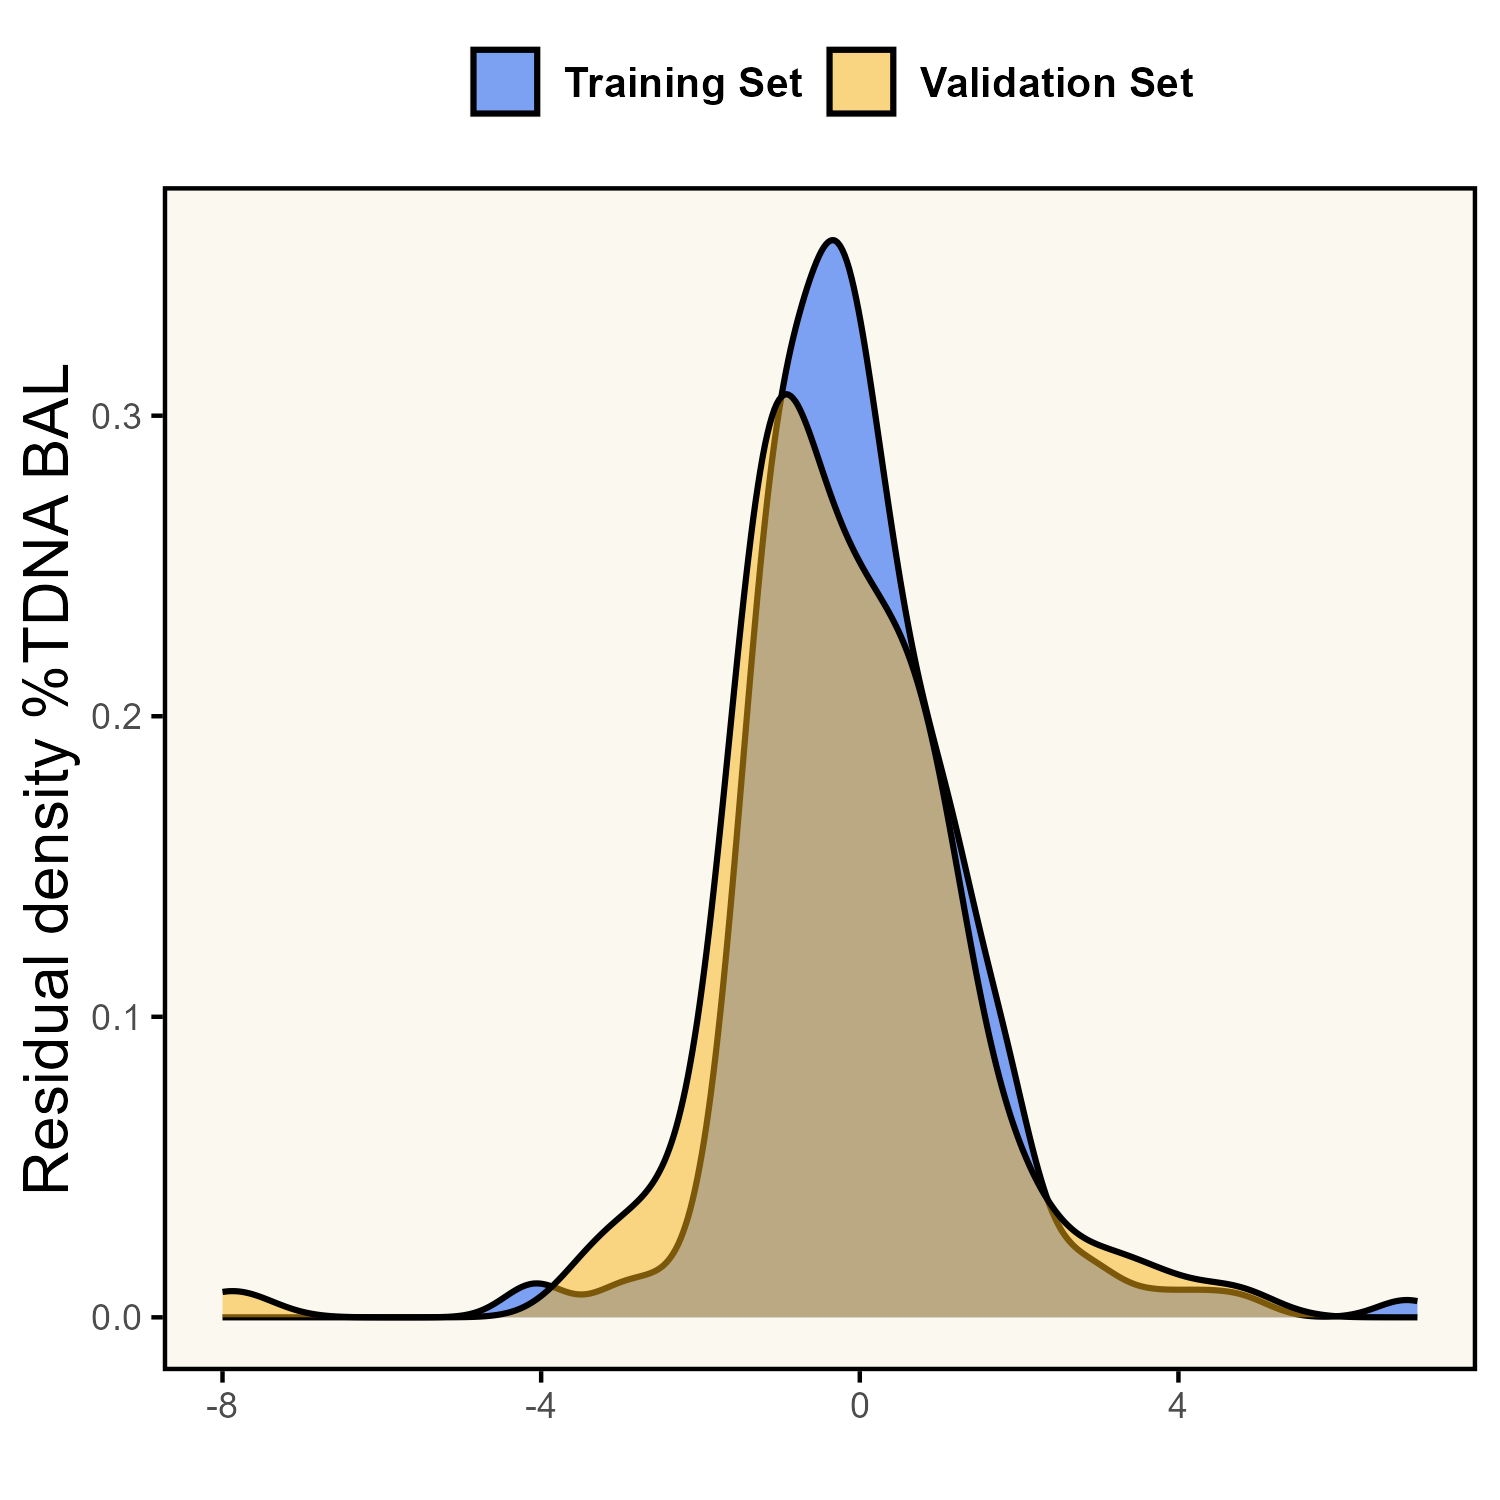 Training Set Validation Set
Residual density %TDNA BAL
0.3
0.2
0.1
0.0
-8 -4 0 4